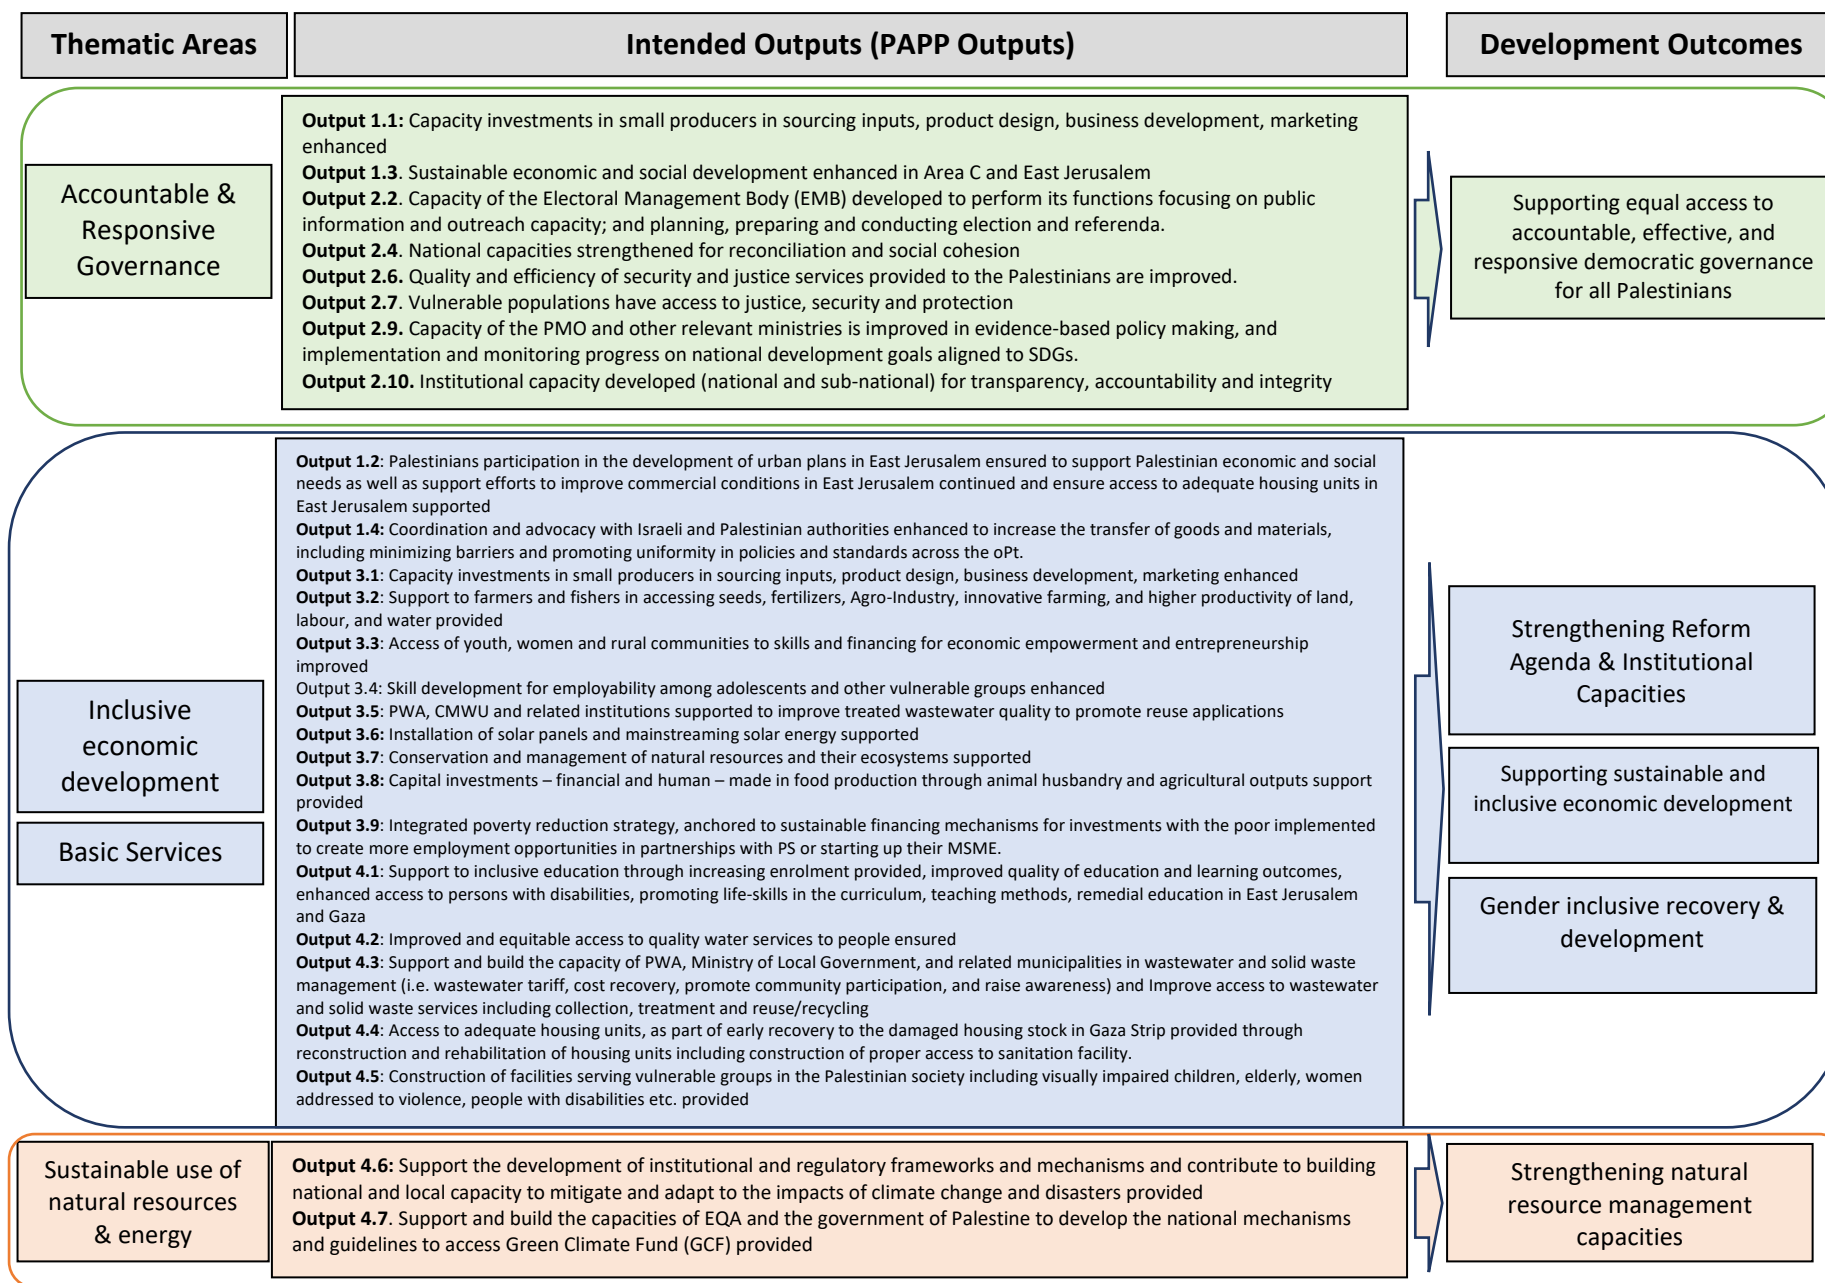 Thematic Areas
Intended Outputs (PAPP Outputs)
Development Outcomes
Accountable &
Responsive
Governance
Output 1.1: Capacity investments in small producers in sourcing inputs, product design, business development, marketing
enhanced
Output 1.3. Sustainable economic and social development enhanced in Area C and East Jerusalem
Output 2.2. Capacity of the Electoral Management Body (EMB) developed to perform its functions focusing on public
information and outreach capacity; and planning, preparing and conducting election and referenda.
Output 2.4. National capacities strengthened for reconciliation and social cohesion
Output 2.6. Quality and efficiency of security and justice services provided to the Palestinians are improved.
Output 2.7. Vulnerable populations have access to justice, security and protection
Output 2.9. Capacity of the PMO and other relevant ministries is improved in evidence-based policy making, and
implementation and monitoring progress on national development goals aligned to SDGs.
Output 2.10. Institutional capacity developed (national and sub-national) for transparency, accountability and integrity
Supporting equal access to
accountable, effective, and
responsive democratic governance
for all Palestinians
Inclusive
economic
development
Basic Services
Output 1.2: Palestinians participation in the development of urban plans in East Jerusalem ensured to support Palestinian economic and social
needs as well as support efforts to improve commercial conditions in East Jerusalem continued and ensure access to adequate housing units in
East Jerusalem supported
Output 1.4: Coordination and advocacy with Israeli and Palestinian authorities enhanced to increase the transfer of goods and materials,
including minimizing barriers and promoting uniformity in policies and standards across the oPt.
Output 3.1: Capacity investments in small producers in sourcing inputs, product design, business development, marketing enhanced
Output 3.2: Support to farmers and fishers in accessing seeds, fertilizers, Agro-Industry, innovative farming, and higher productivity of land,
labour, and water provided
Output 3.3: Access of youth, women and rural communities to skills and financing for economic empowerment and entrepreneurship
improved
Output 3.4: Skill development for employability among adolescents and other vulnerable groups enhanced
Output 3.5: PWA, CMWU and related institutions supported to improve treated wastewater quality to promote reuse applications
Output 3.6: Installation of solar panels and mainstreaming solar energy supported
Output 3.7: Conservation and management of natural resources and their ecosystems supported
Output 3.8: Capital investments – financial and human – made in food production through animal husbandry and agricultural outputs support
provided
Output 3.9: Integrated poverty reduction strategy, anchored to sustainable financing mechanisms for investments with the poor implemented
to create more employment opportunities in partnerships with PS or starting up their MSME.
Output 4.1: Support to inclusive education through increasing enrolment provided, improved quality of education and learning outcomes,
enhanced access to persons with disabilities, promoting life-skills in the curriculum, teaching methods, remedial education in East Jerusalem
and Gaza
Output 4.2: Improved and equitable access to quality water services to people ensured
Output 4.3: Support and build the capacity of PWA, Ministry of Local Government, and related municipalities in wastewater and solid waste
management (i.e. wastewater tariff, cost recovery, promote community participation, and raise awareness) and Improve access to wastewater
and solid waste services including collection, treatment and reuse/recycling
Output 4.4: Access to adequate housing units, as part of early recovery to the damaged housing stock in Gaza Strip provided through
reconstruction and rehabilitation of housing units including construction of proper access to sanitation facility.
Output 4.5: Construction of facilities serving vulnerable groups in the Palestinian society including visually impaired children, elderly, women
addressed to violence, people with disabilities etc. provided
Strengthening Reform
Agenda & Institutional
Capacities
Supporting sustainable and
inclusive economic development
Gender inclusive recovery &
development
Sustainable use of
natural resources
& energy
Output 4.6: Support the development of institutional and regulatory frameworks and mechanisms and contribute to building
national and local capacity to mitigate and adapt to the impacts of climate change and disasters provided
Output 4.7. Support and build the capacities of EQA and the government of Palestine to develop the national mechanisms
and guidelines to access Green Climate Fund (GCF) provided
Strengthening natural
resource management
capacities